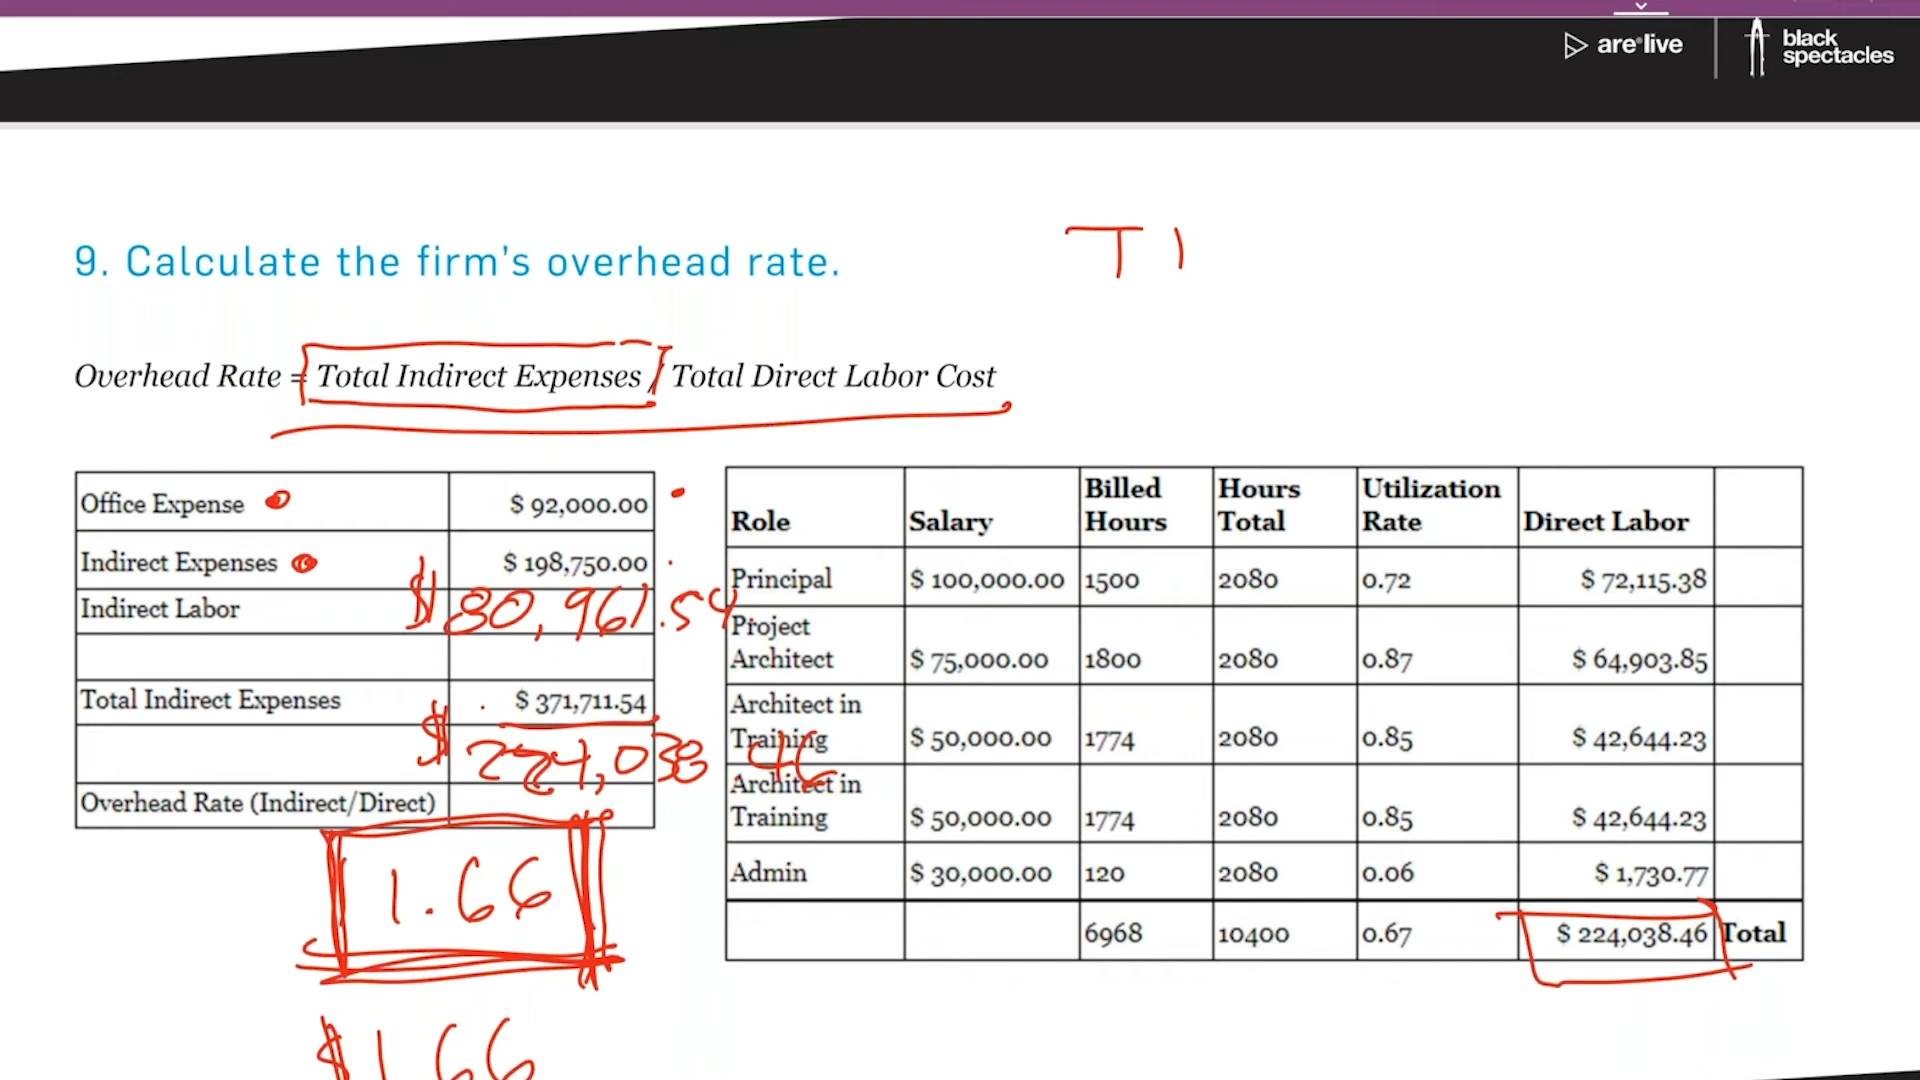 are live
black
spectacles
T I
9. Calculate the firm's overhead rate.
Overhead Rate = Total Indirect Expenses / Total Direct Labor Cost
Office Expense $ 92,000.00
Indirect Expenses $ 198,750.00
Indirect Labor $80,961.54
Total Indirect Expenses $ 371,711.54
$224,038.46
Overhead Rate (Indirect/Direct)
1.66
$1.66
Role Salary Billed Hours Hours Total Utilization Rate Direct Labor
Principal $ 100,000.00 1500 2080 0.72 $ 72,115.38
Project Architect $ 75,000.00 1800 2080 0.87 $ 64,903.85
Architect in Training $ 50,000.00 1774 2080 0.85 $ 42,644.23
Architect in Training $ 50,000.00 1774 2080 0.85 $ 42,644.23
Admin $ 30,000.00 120 2080 0.06 $ 1,730.77
6968 10400 0.67 $ 224,038.46 Total